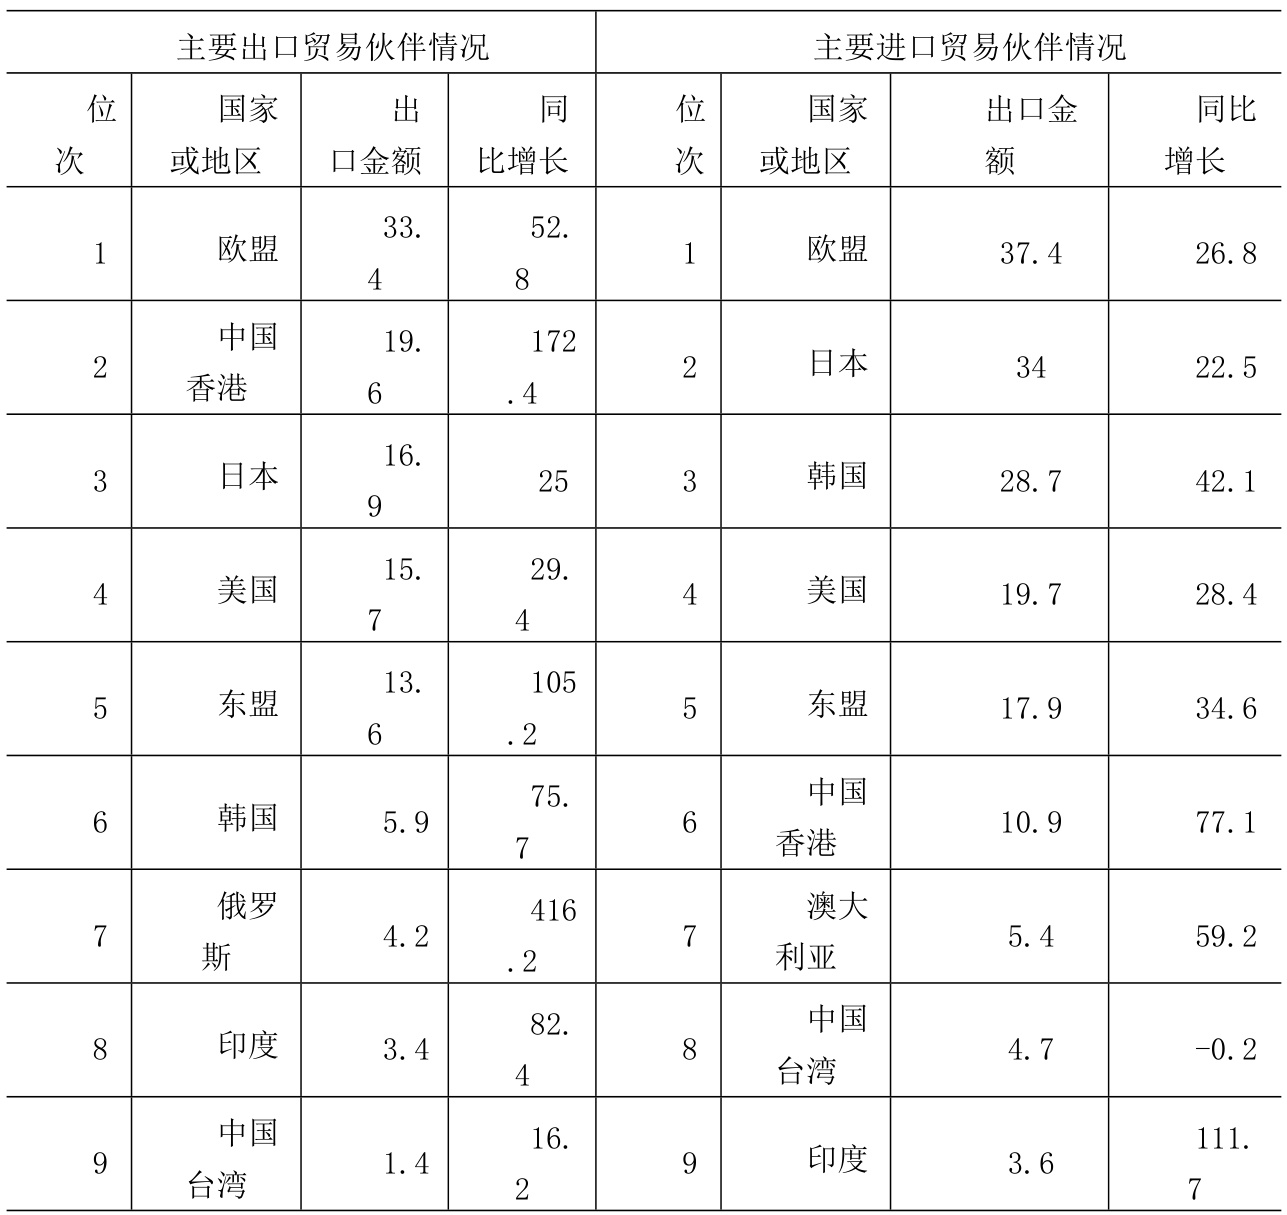 主要出口贸易伙伴情况 主要进口贸易伙伴情况
位次 国家或地区 出口金额 同比增长 位次 国家或地区 出口金额 同比增长
1 欧盟 33.4 52.8 1 欧盟 37.4 26.8
2 中国香港 19.6 172.4 2 日本 34 22.5
3 日本 16.9 25 3 韩国 28.7 42.1
4 美国 15.7 29.4 4 美国 19.7 28.4
5 东盟 13.6 105.2 5 东盟 17.9 34.6
6 韩国 5.9 75.7 6 中国香港 10.9 77.1
7 俄罗斯 4.2 416.2 7 澳大利亚 5.4 59.2
8 印度 3.4 82.4 8 中国台湾 4.7 -0.2
9 中国台湾 1.4 16.2 9 印度 3.6 111.7